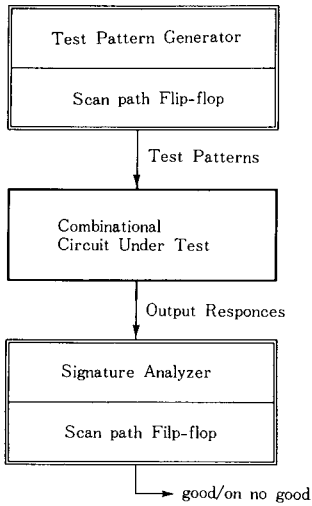 Test Pattern Generator
Scan path Flip-flop
Test Patterns
Combinational
Circuit Under Test
Output Responces
Signature Analyzer
Scan path Filp-flop
good/on no good